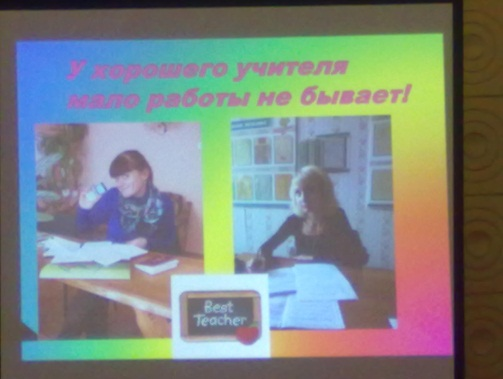 У хорошего учителя
мало работы не бывает!
Best
Teacher